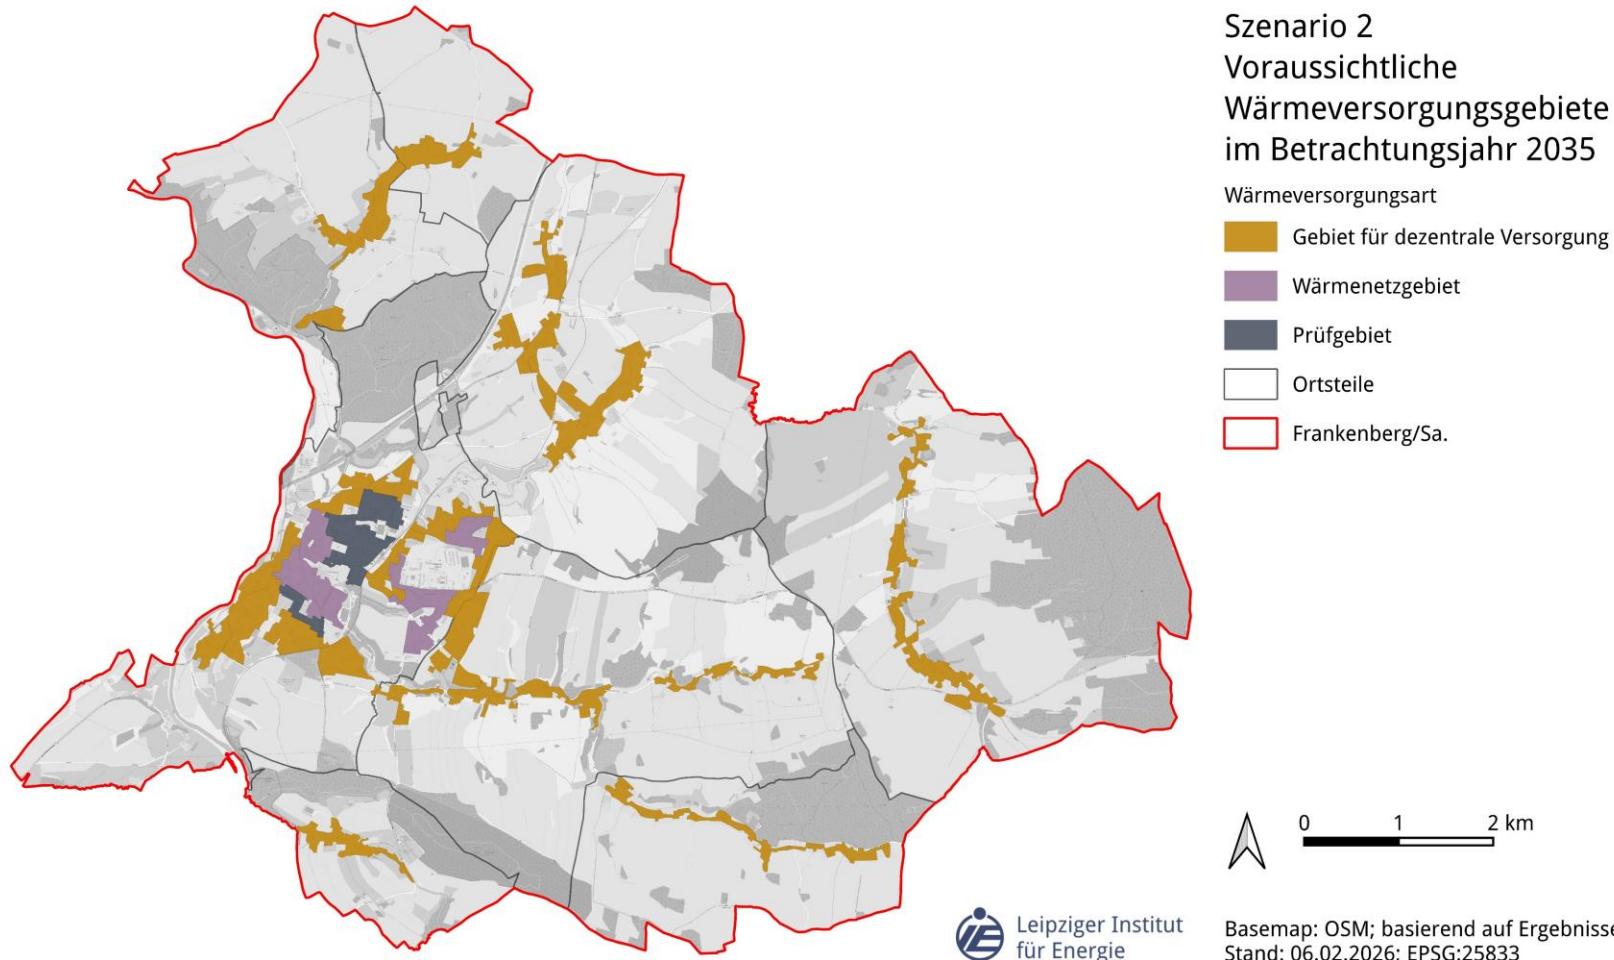 Szenario 2
Voraussichtliche
Wärmeversorgungsgebiete
im Betrachtungsjahr 2035
Wärmeversorgungsart
Gebiet für dezentrale Versorgung
Wärmenetzgebiet
Prüfgebiet
Ortsteile
Frankenberg/Sa.
0 1 2 km
Leipziger Institut
für Energie
Basemap: OSM; basierend auf Ergebnisse
Stand: 06.02.2026; EPSG:25833